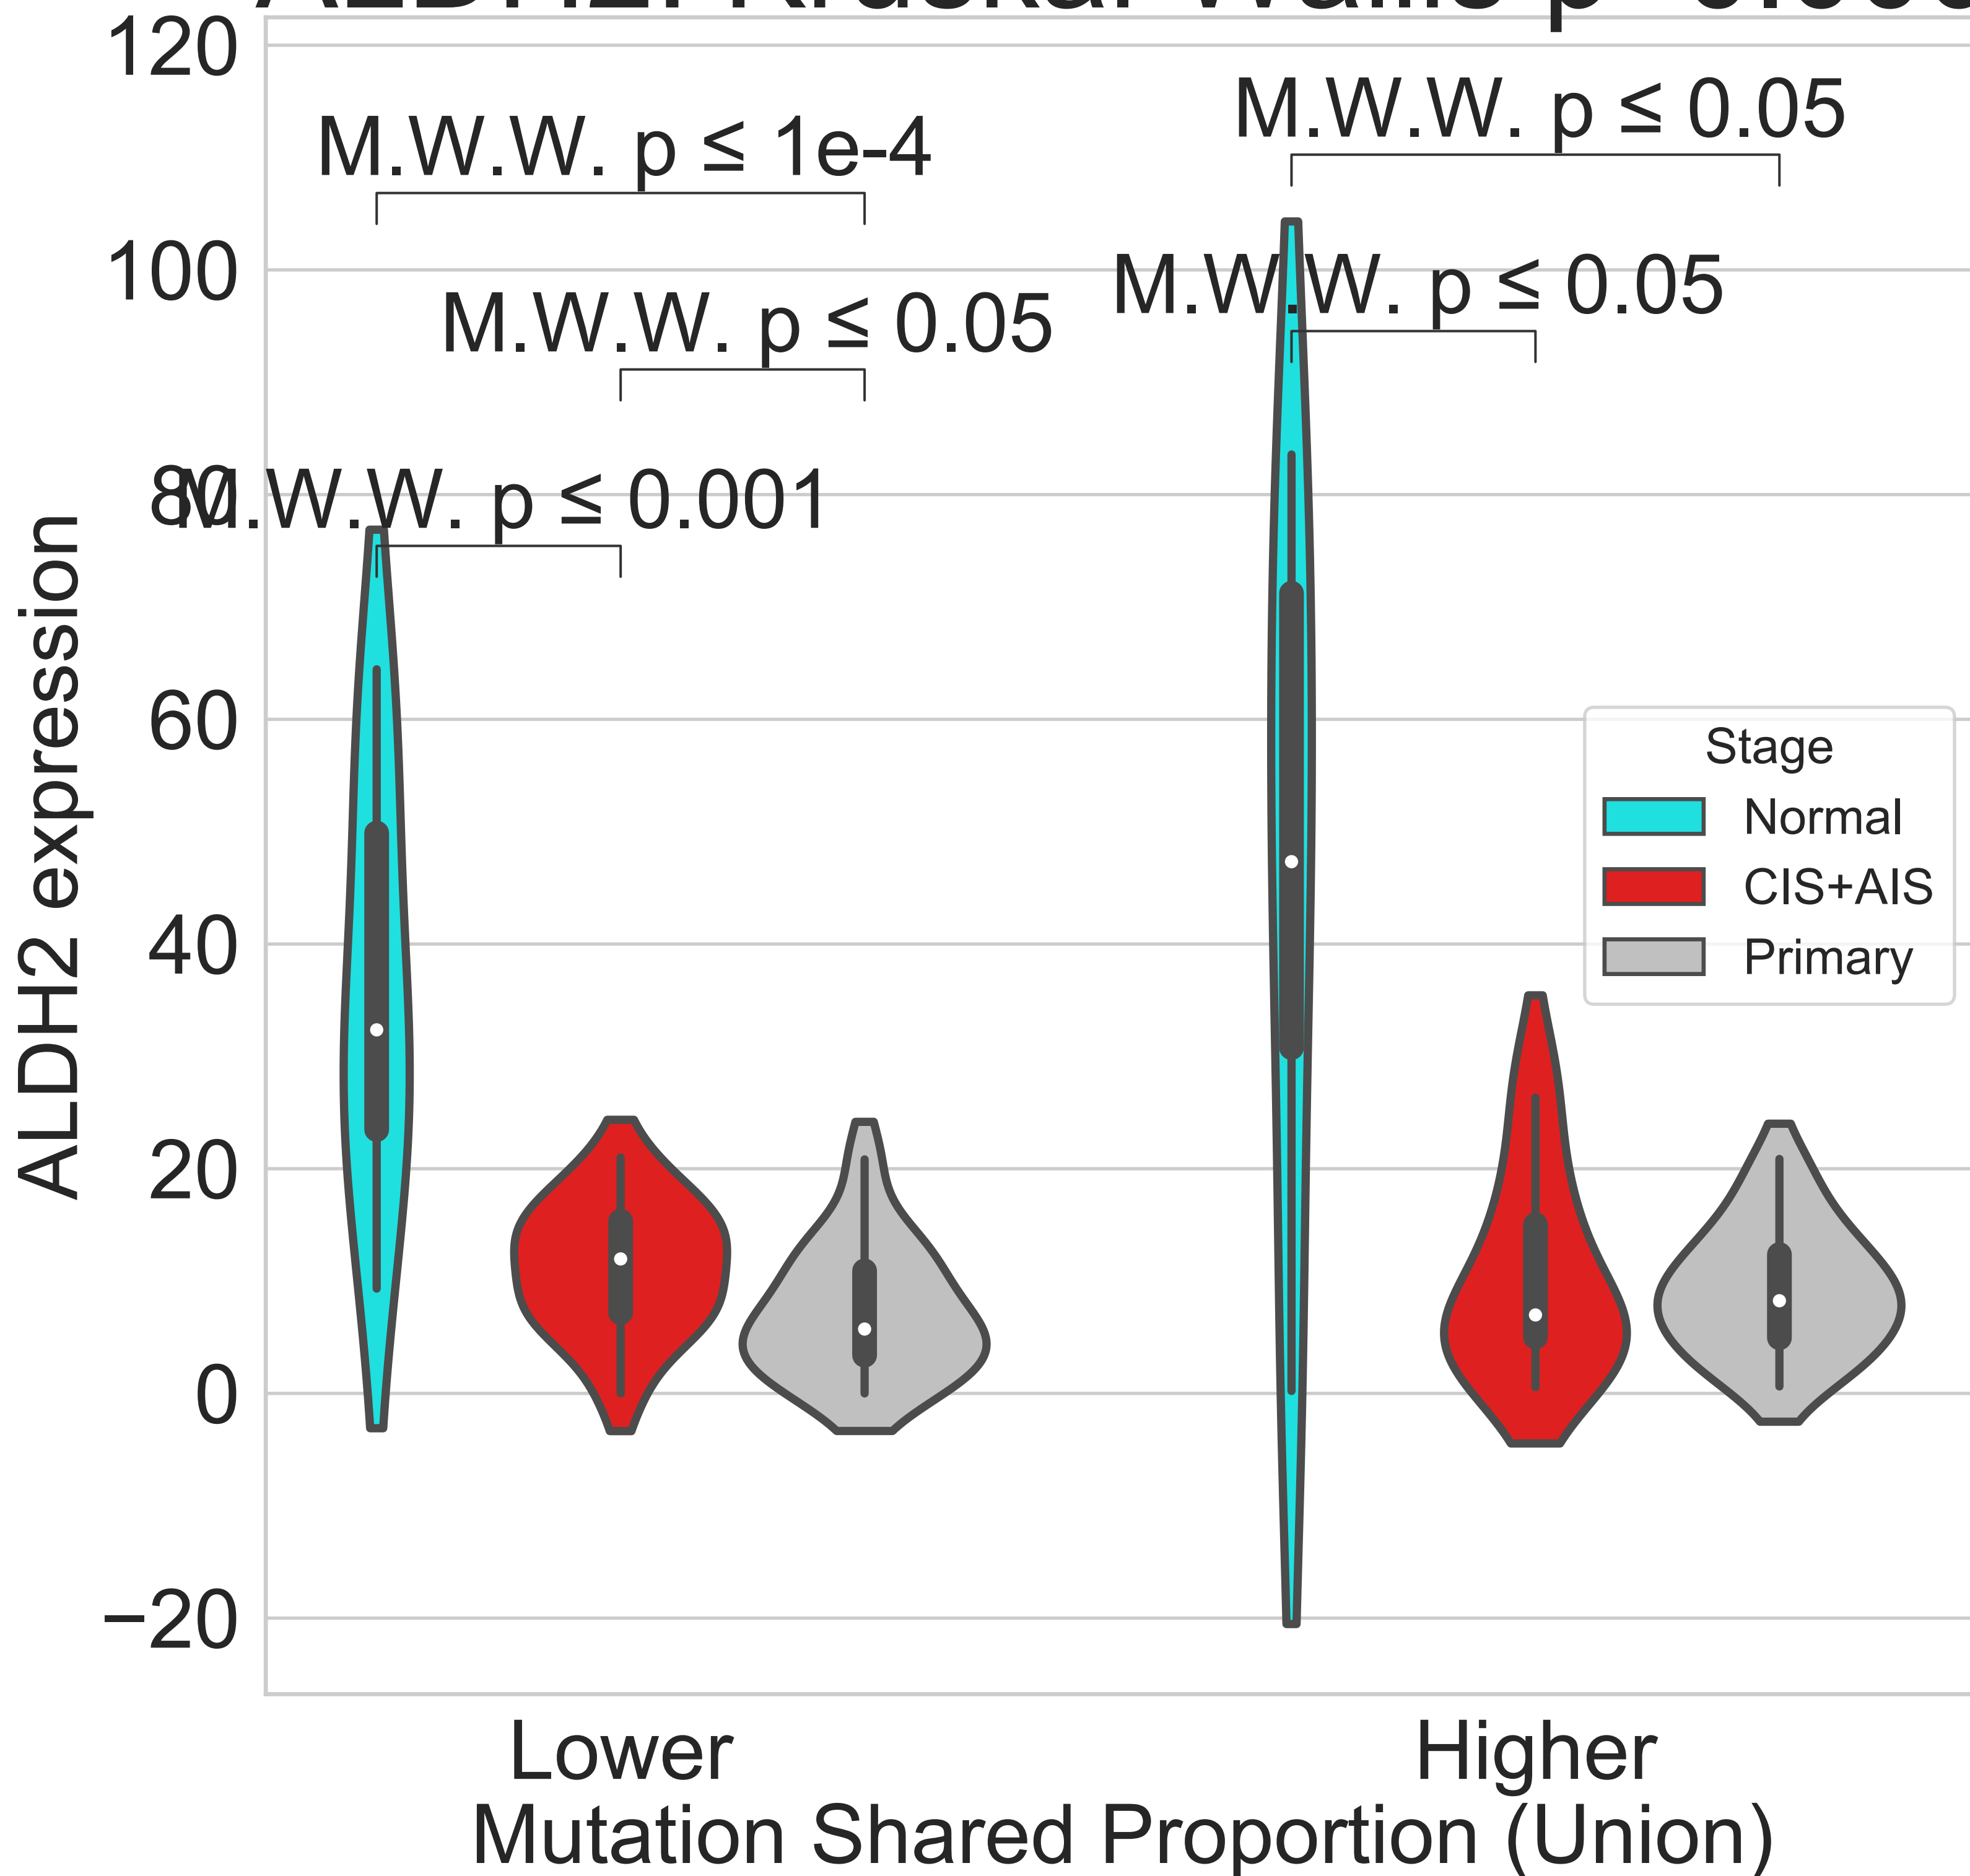 120
M.W.W. p ≤ 0.05
M.W.W. p ≤ 1e-4
100
M.W.W. p ≤ 0.05
M.W.W. p ≤ 0.05
80
M.W.W. p ≤ 0.001
60
40
20
0
−20
ALDH2 expression
Stage
Normal
CIS+AIS
Primary
Lower
Higher
Mutation Shared Proportion (Union)